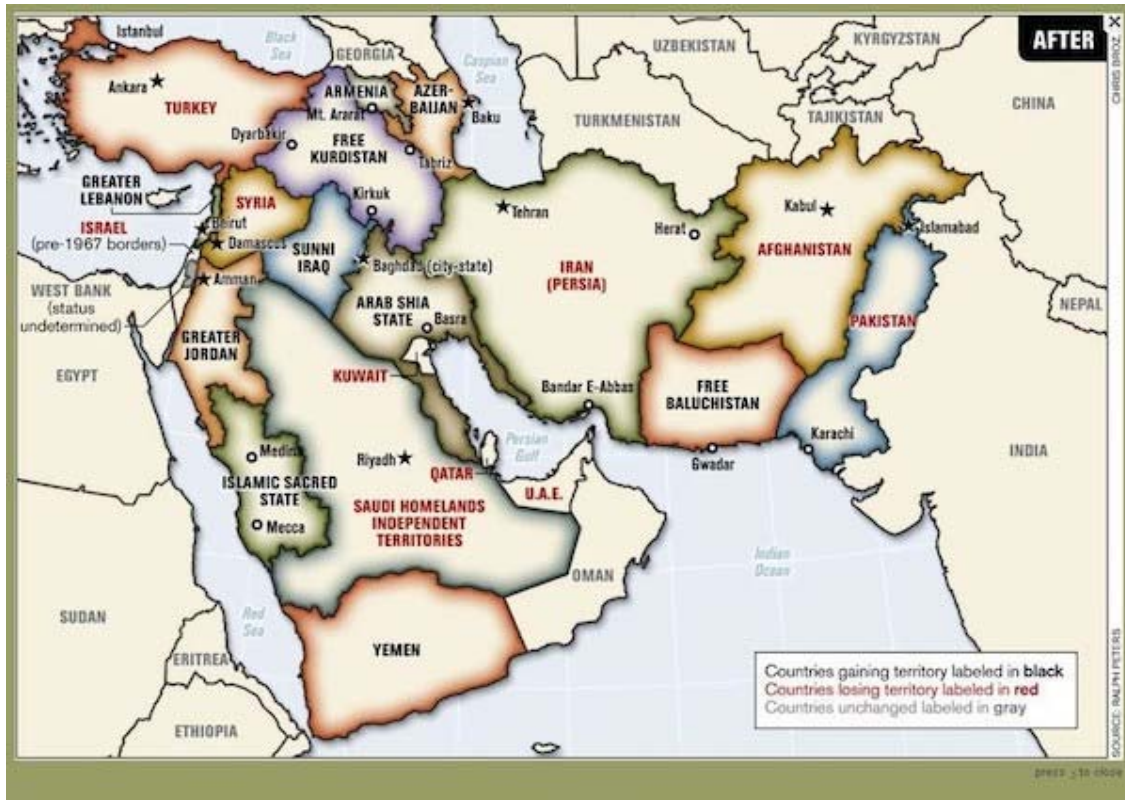 AFTER
CHRIS BROZ.
Istanbul
Black
Sea
GEORGIA
Caspian
Sea
UZBEKISTAN
KYRGYZSTAN
Ankara
TURKEY
ARMENIA
Mt. Ararat
AZER-
BAIJAN
Baku
TURKMENISTAN
TAJIKISTAN
CHINA
Dyarbakir
FREE
KURDISTAN
Tabriz
GREATER
LEBANON
SYRIA
Kirkuk
Tehran
Herat
Kabul
Islamabad
ISRAEL
(pre-1967 borders)
Beirut
Damascus
SUNNI
IRAQ
Baghdad (city-state)
IRAN
(PERSIA)
AFGHANISTAN
WEST BANK
(status
undetermined)
Amman
ARAB SHIA
STATE
Basra
NEPAL
GREATER
JORDAN
PAKISTAN
EGYPT
KUWAIT
Bandar E-Abbas
FREE
BALUCHISTAN
Karachi
Gwadar
INDIA
Medina
ISLAMIC SACRED
STATE
Mecca
Riyadh
Persian
Gulf
QATAR
U.A.E.
SAUDI HOMELANDS
INDEPENDENT
TERRITORIES
OMAN
Indian
Ocean
SUDAN
Red
Sea
ERITREA
YEMEN
ETHIOPIA
Countries gaining territory labeled in black
Countries losing territory labeled in red
Countries unchanged labeled in gray
SOURCE: RALPH PETERS
press x to close